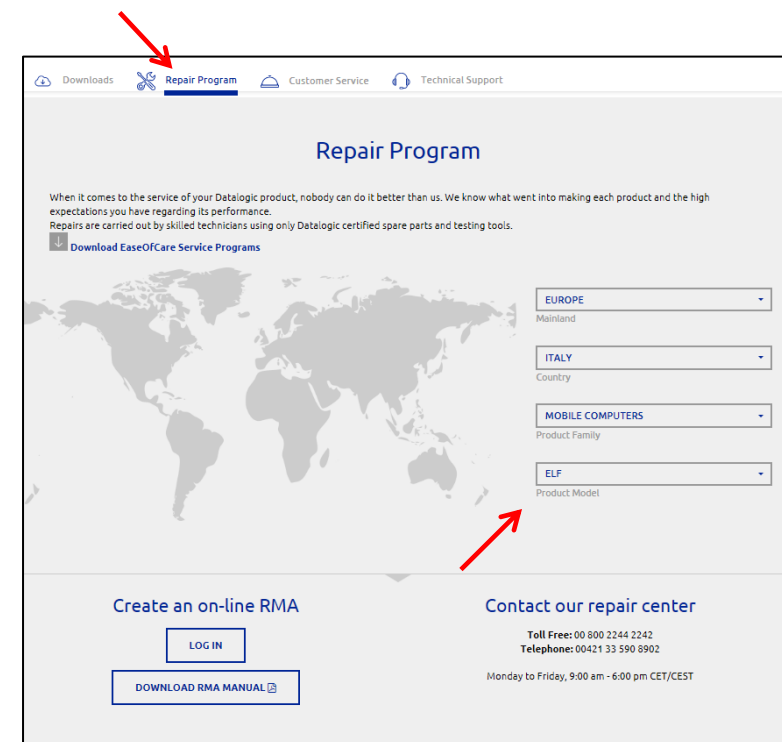 Downloads Repair Program Customer Service Technical Support
Repair Program
When it comes to the service of your Datalogic product, nobody can do it better than us. We know what went into making each product and the high
expectations you have regarding its performance.
Repairs are carried out by skilled technicians using only Datalogic certified spare parts and testing tools.
Download EaseOfCare Service Programs
EUROPE
Mainland
ITALY
Country
MOBILE COMPUTERS
Product Family
ELF
Product Model
Create an on-line RMA
LOG IN
DOWNLOAD RMA MANUAL
Contact our repair center
Toll Free: 00 800 2244 2242
Telephone: 00421 33 590 8902
Monday to Friday, 9:00 am - 6:00 pm CET/CEST